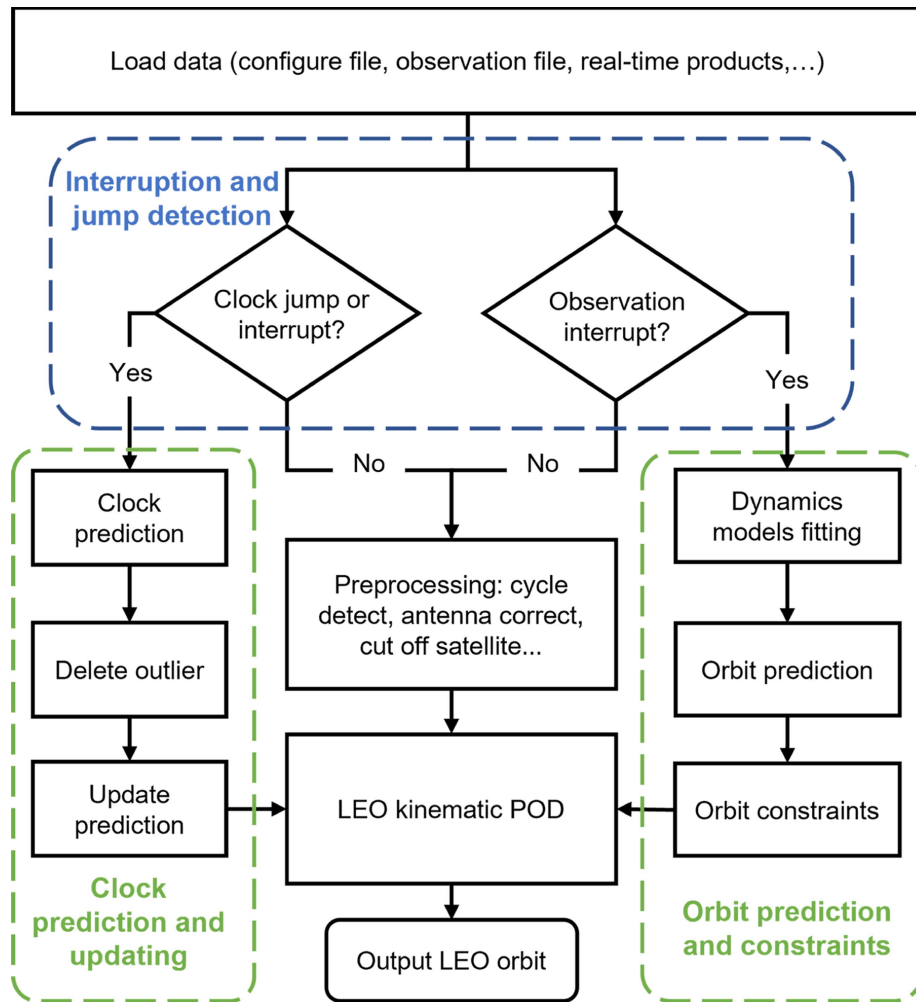 Load data (configure file, observation file, real-time products,...)
Interruption and
jump detection
Clock jump or
interrupt?
Observation
interrupt?
Yes
Yes
No
No
Clock
prediction
Dynamics
models fitting
Preprocessing: cycle
detect, antenna correct,
cut off satellite...
Delete outlier
Orbit prediction
Update
prediction
LEO kinematic POD
Orbit constraints
Clock
prediction and
updating
Orbit prediction
and constraints
Output LEO orbit